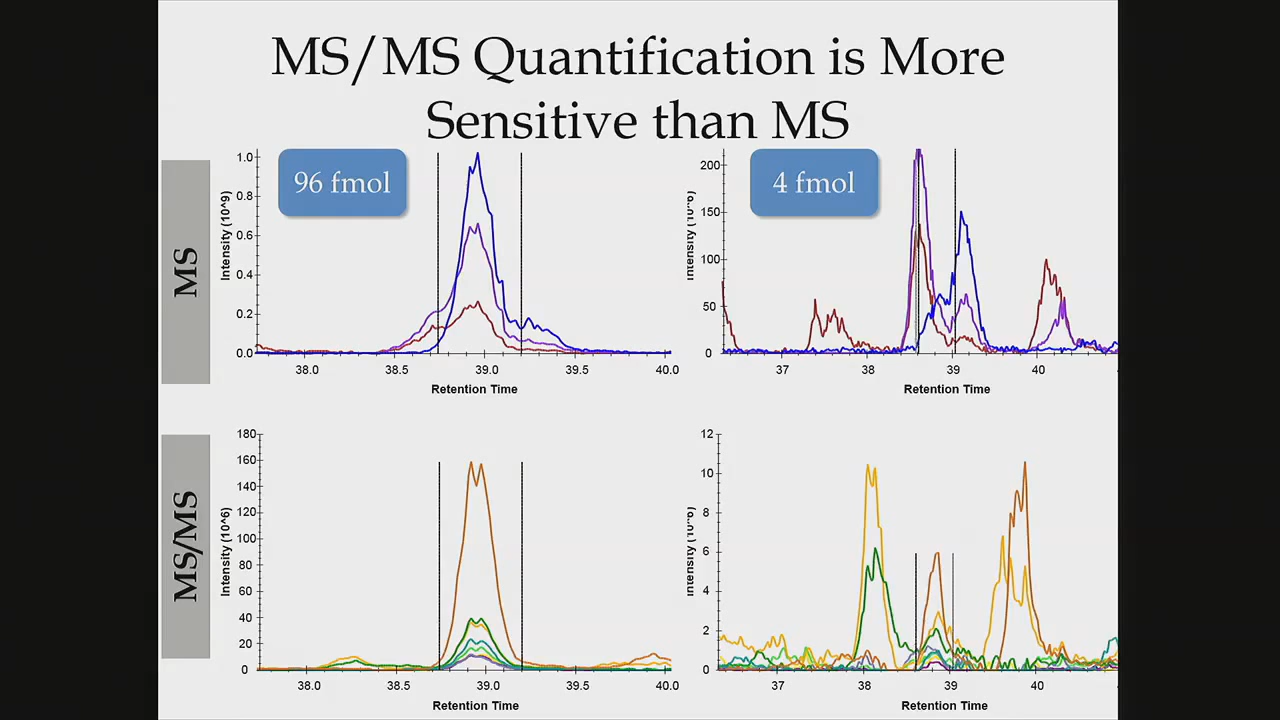 MS/MS Quantification is More
Sensitive than MS
MS
96 fmol
Intensity (10^9)
1.0
0.8
0.6
0.4
0.2
0.0
38.0 38.5 39.0 39.5 40.0
Retention Time
4 fmol
200
150
100
50
0
37 38 39 40
Retention Time
MS/MS
Intensity (10^6)
180
160
140
120
100
80
60
40
20
0
38.0 38.5 39.0 39.5 40.0
Retention Time
12
10
8
6
4
2
0
37 38 39 40
Retention Time